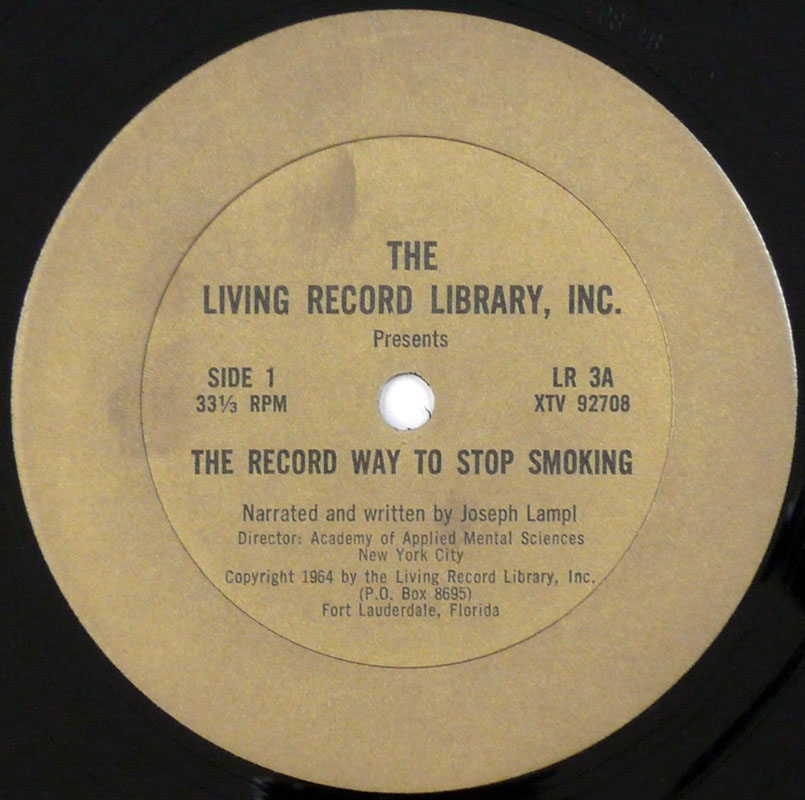 THE
LIVING RECORD LIBRARY, INC.
Presents
SIDE 1 LR 3A
33⅓ RPM XTV 92708
THE RECORD WAY TO STOP SMOKING
Narrated and written by Joseph Lampl
Director: Academy of Applied Mental Sciences
New York City
Copyright 1964 by the Living Record Library, Inc.
(P.O. Box 8695)
Fort Lauderdale, Florida